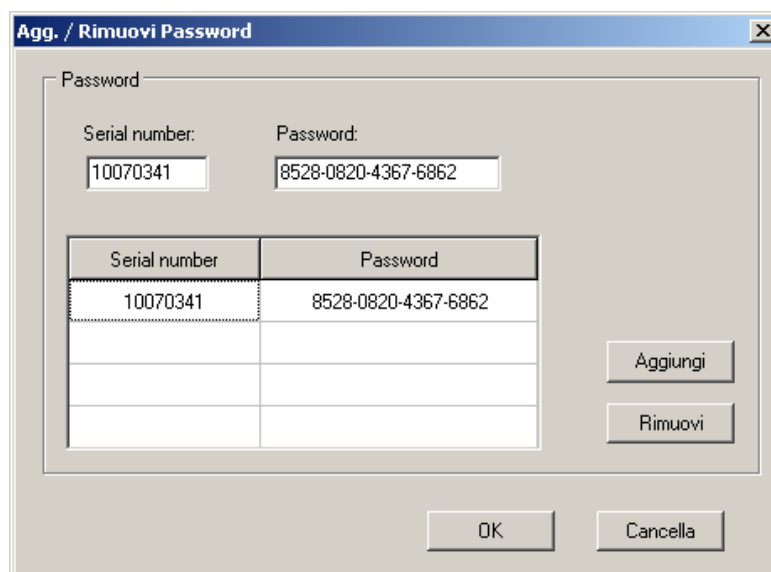 Agg. / Rimuovi Password
Password
Serial number: Password:
10070341 8528-0820-4367-6862
Serial number Password
10070341 8528-0820-4367-6862
Aggiungi
Rimuovi
OK Cancella